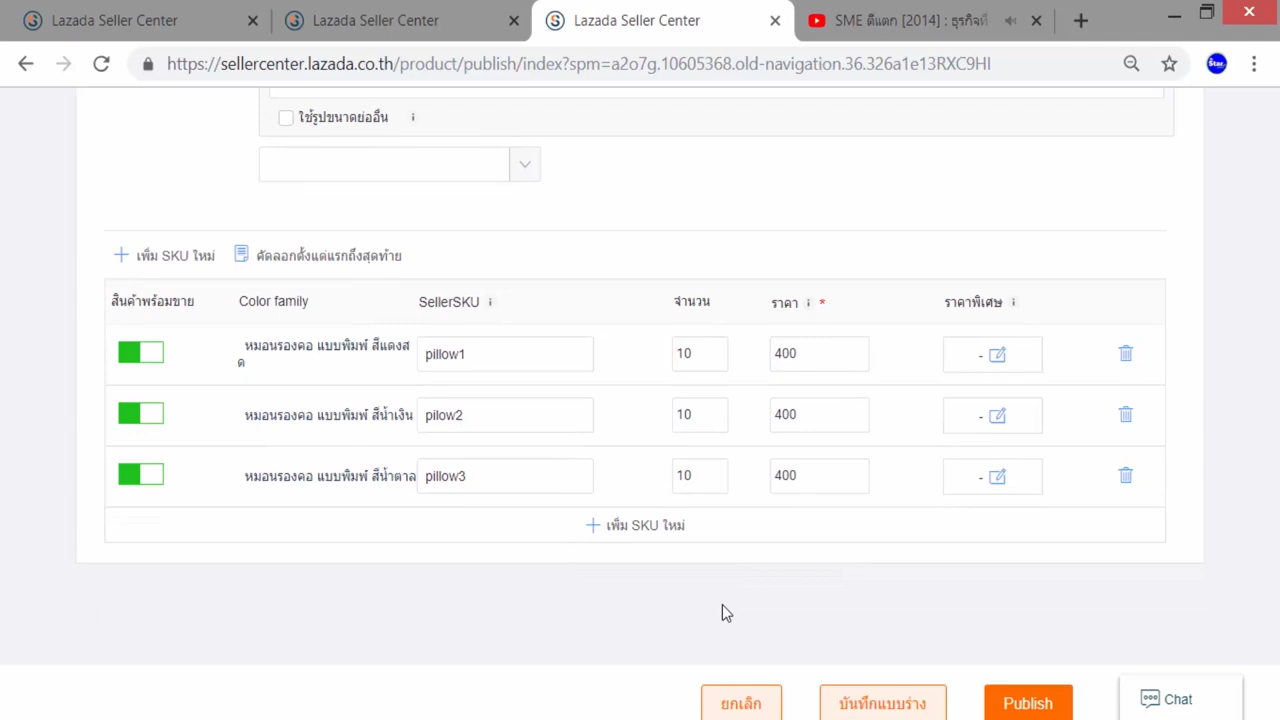 Lazada Seller Center
Lazada Seller Center
Lazada Seller Center
SME ตีแตก [2014] : ธุรกิจที่
https://sellercenter.lazada.co.th/product/publish/index?spm=a2o7g.10605368.old-navigation.36.326a1e13RXC9HI
ใช้รูปขนาดย่ออื่น
เพิ่ม SKU ใหม่ คัดลอกตั้งแต่แรกถึงสุดท้าย
สินค้าพร้อมขาย Color family SellerSKU จำนวน ราคา * ราคาพิเศษ
หมอนรองคอ แบบพิมพ์ สีแดงส
ด pillow1 10 400 -
หมอนรองคอ แบบพิมพ์ สีน้ำเงิน pilow2 10 400 -
หมอนรองคอ แบบพิมพ์ สีน้ำตาล pillow3 10 400 -
เพิ่ม SKU ใหม่
ยกเลิก บันทึกแบบร่าง Publish Chat